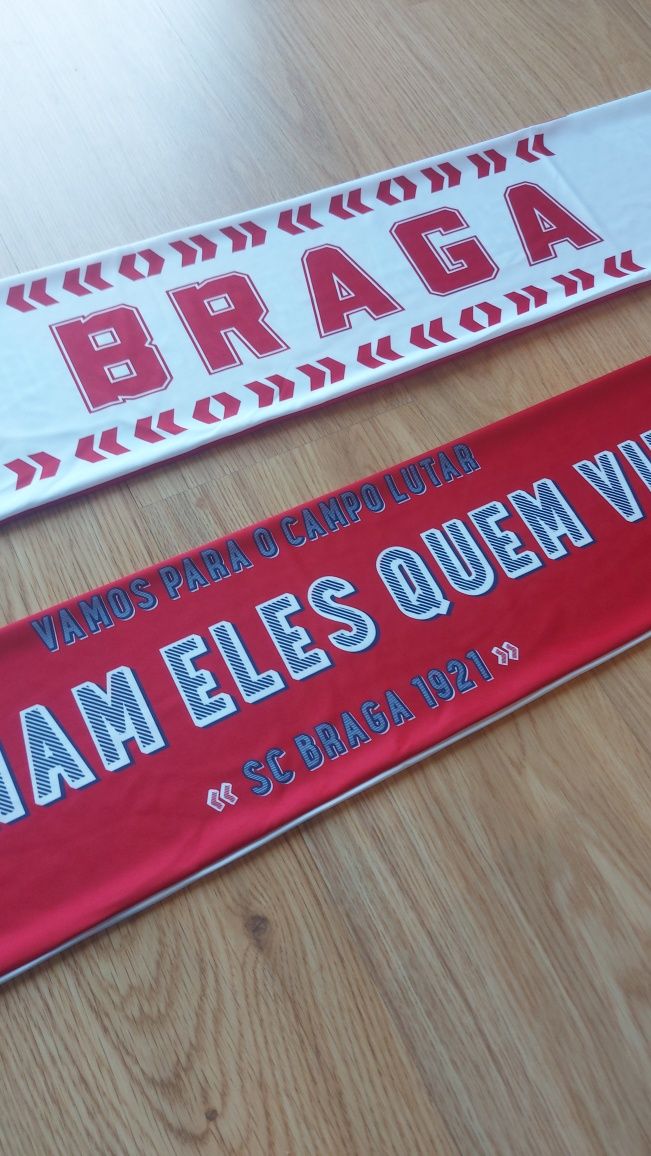 BRAGA
VAMOS PARA O CAMPO LUTAR
ELES QUEM
SC BRAGA 1921